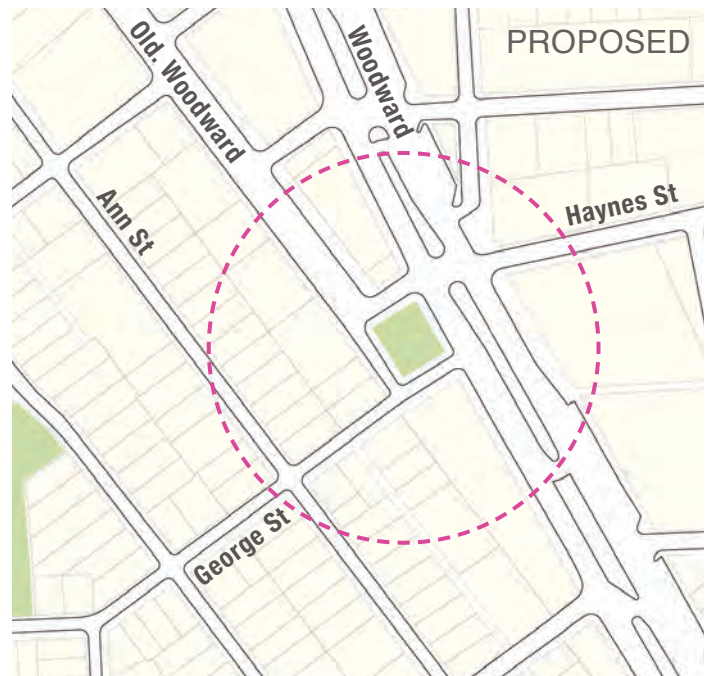 PROPOSED
Old. Woodward
Woodward
Ann St
Haynes St
George St